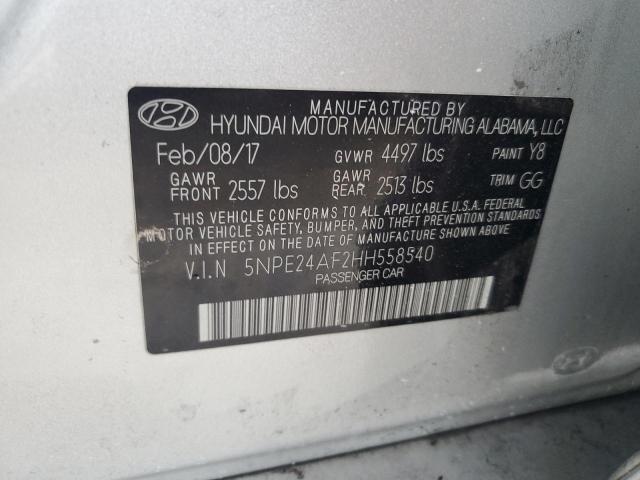 MANUFACTURED BY
HYUNDAI MOTOR MANUFACTURING ALABAMA, LLC
Feb/08/17 GVWR 4497 lbs PAINT Y8
GAWR FRONT 2557 lbs GAWR REAR 2513 lbs TRIM GG
THIS VEHICLE CONFORMS TO ALL APPLICABLE U.S.A. FEDERAL
MOTOR VEHICLE SAFETY, BUMPER, AND THEFT PREVENTION STANDARDS
IN EFFECT ON THE DATE OF MANUFACTURE SHOWN ABOVE.
V.I.N 5NPE24AF2HH558540
PASSENGER CAR